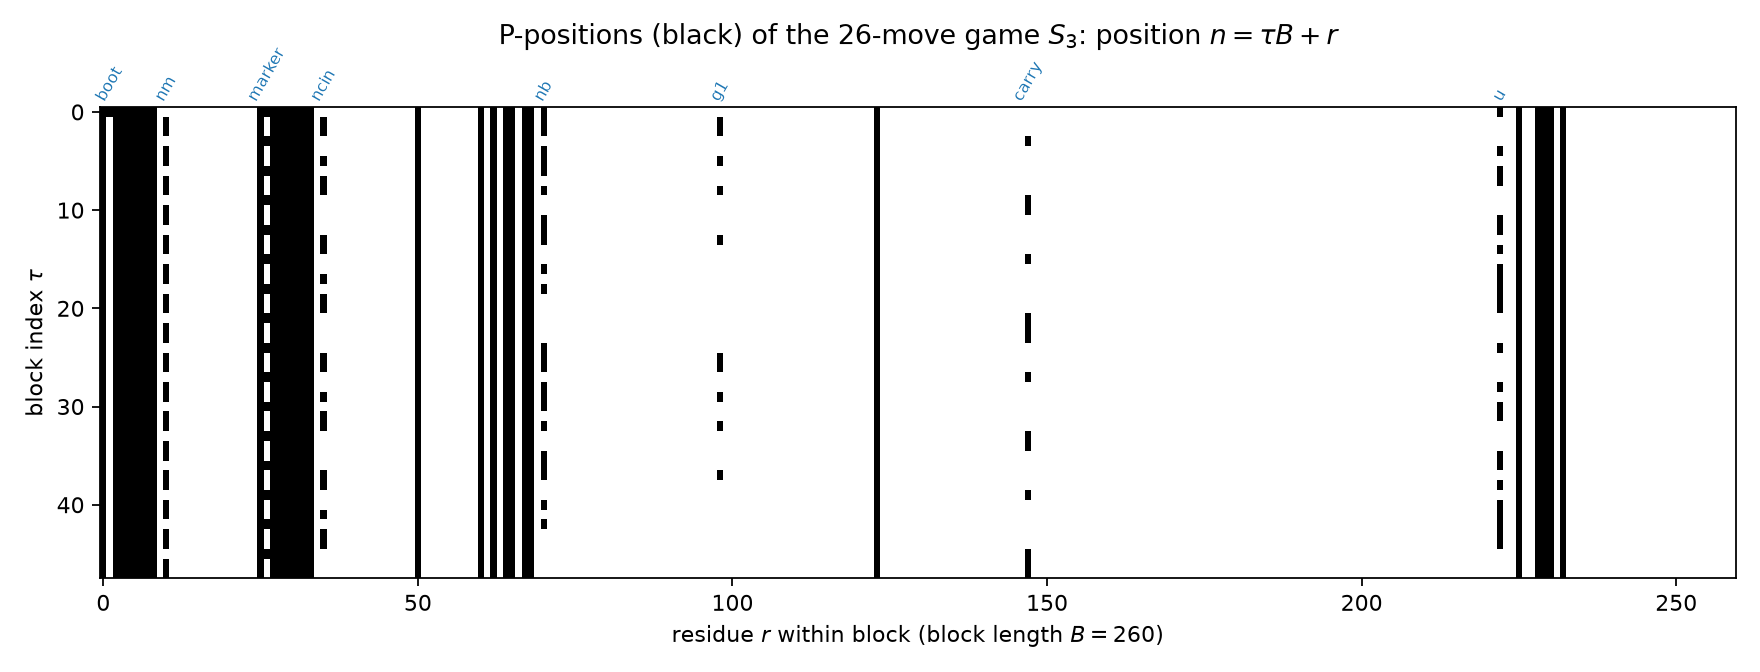 P-positions (black) of the 26-move game S₃: position n = τB + r
boot nm marker ncin nb g1 carry u
0
10
20
30
40
block index τ
0 50 100 150 200 250
residue r within block (block length B = 260)